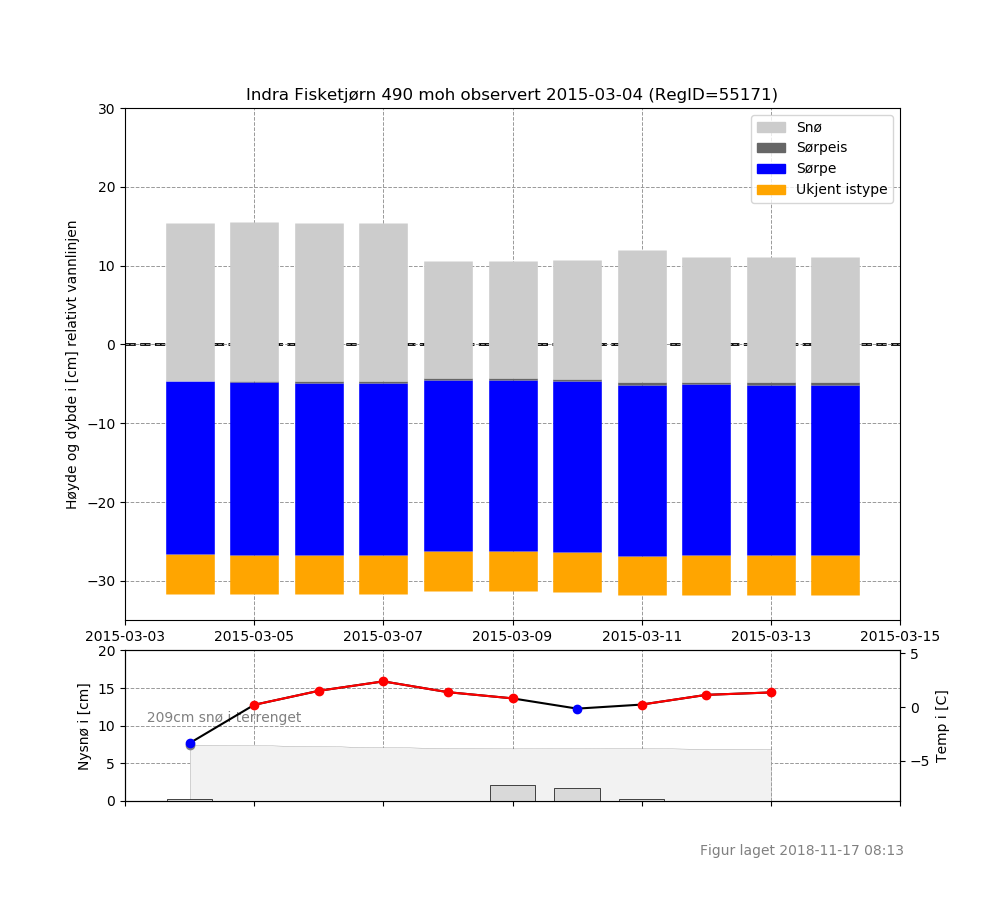 Indra Fisketjørn 490 moh observert 2015-03-04 (RegID=55171)
Høyde og dybde i [cm] relativt vannlinjen
30
20
10
0
−10
−20
−30
Snø
Sørpeis
Sørpe
Ukjent istype
2015-03-03 2015-03-05 2015-03-07 2015-03-09 2015-03-11 2015-03-13 2015-03-15
Nysnø i [cm]
20
15
10
5
0
209cm snø i terrenget
5
0
−5
Temp i [C]
Figur laget 2018-11-17 08:13